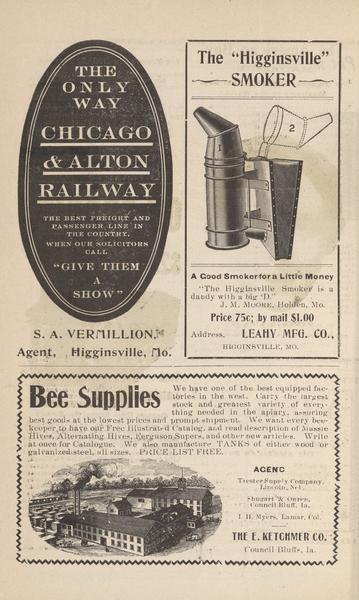 THE
ONLY
WAY
CHICAGO
& ALTON
RAILWAY
THE BEST FREIGHT AND
PASSENGER LINE IN
THE COUNTRY.
WHEN OUR SOLICITORS
CALL
"GIVE THEM
A
SHOW"
S. A. VERMILLION,
Agent, Higginsville, Mo.
The "Higginsville"
SMOKER
1
2
A Good Smoker for a Little Money
"The Higginsville Smoker is a
dandy with a big 'D."
J. M. MOORE, Holden, Mo.
Price 75c; by mail $1.00
Address, LEAHY MFG. CO.,
HIGGINSVILLE, MO.
Bee Supplies
We have one of the best equipped fac-
tories in the west. Carry the largest
stock and greatest variety of every-
thing needed in the apiary, assuring
best goods at the lowest prices and prompt shipment. We want every bee-
keeper to have our Free Illustrated Catalog, and read description of
Hives, Alternating Hives, Ferguson Supers, and other new articles. Write
at once for Catalogue. We also manufacture TANKS of either wood or
galvanized steel, all sizes. PRICE LIST FREE.
AGENC
Trester Supply Company,
Lincoln, Neb.
Shugart & Ouren,
Council Bluff, Ia.
I. H. Myers, Lamar, Col.
THE E. KETCHMER CO.
Council Bluffs, Ia.